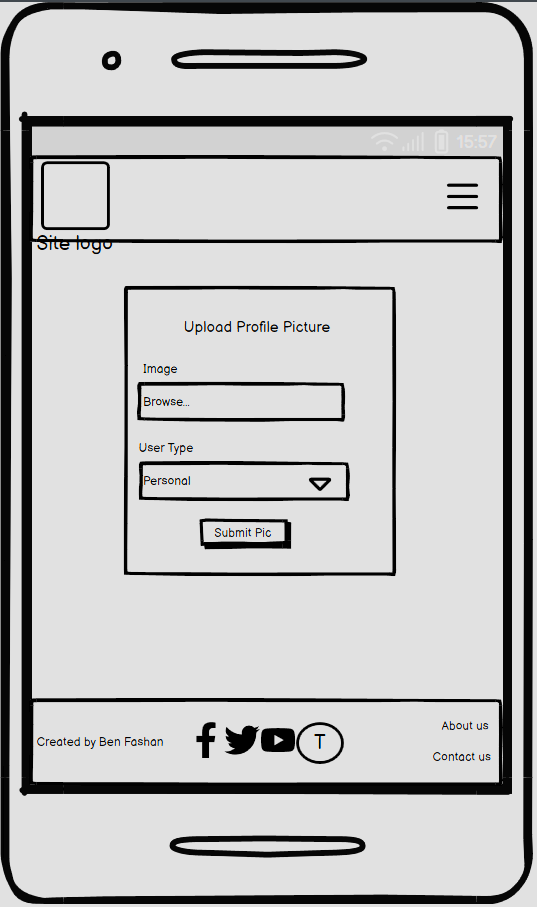 15:57
Site logo
Upload Profile Picture
Image
Browse...
User Type
Personal
Submit Pic
Created by Ben Fashan
T
About us
Contact us